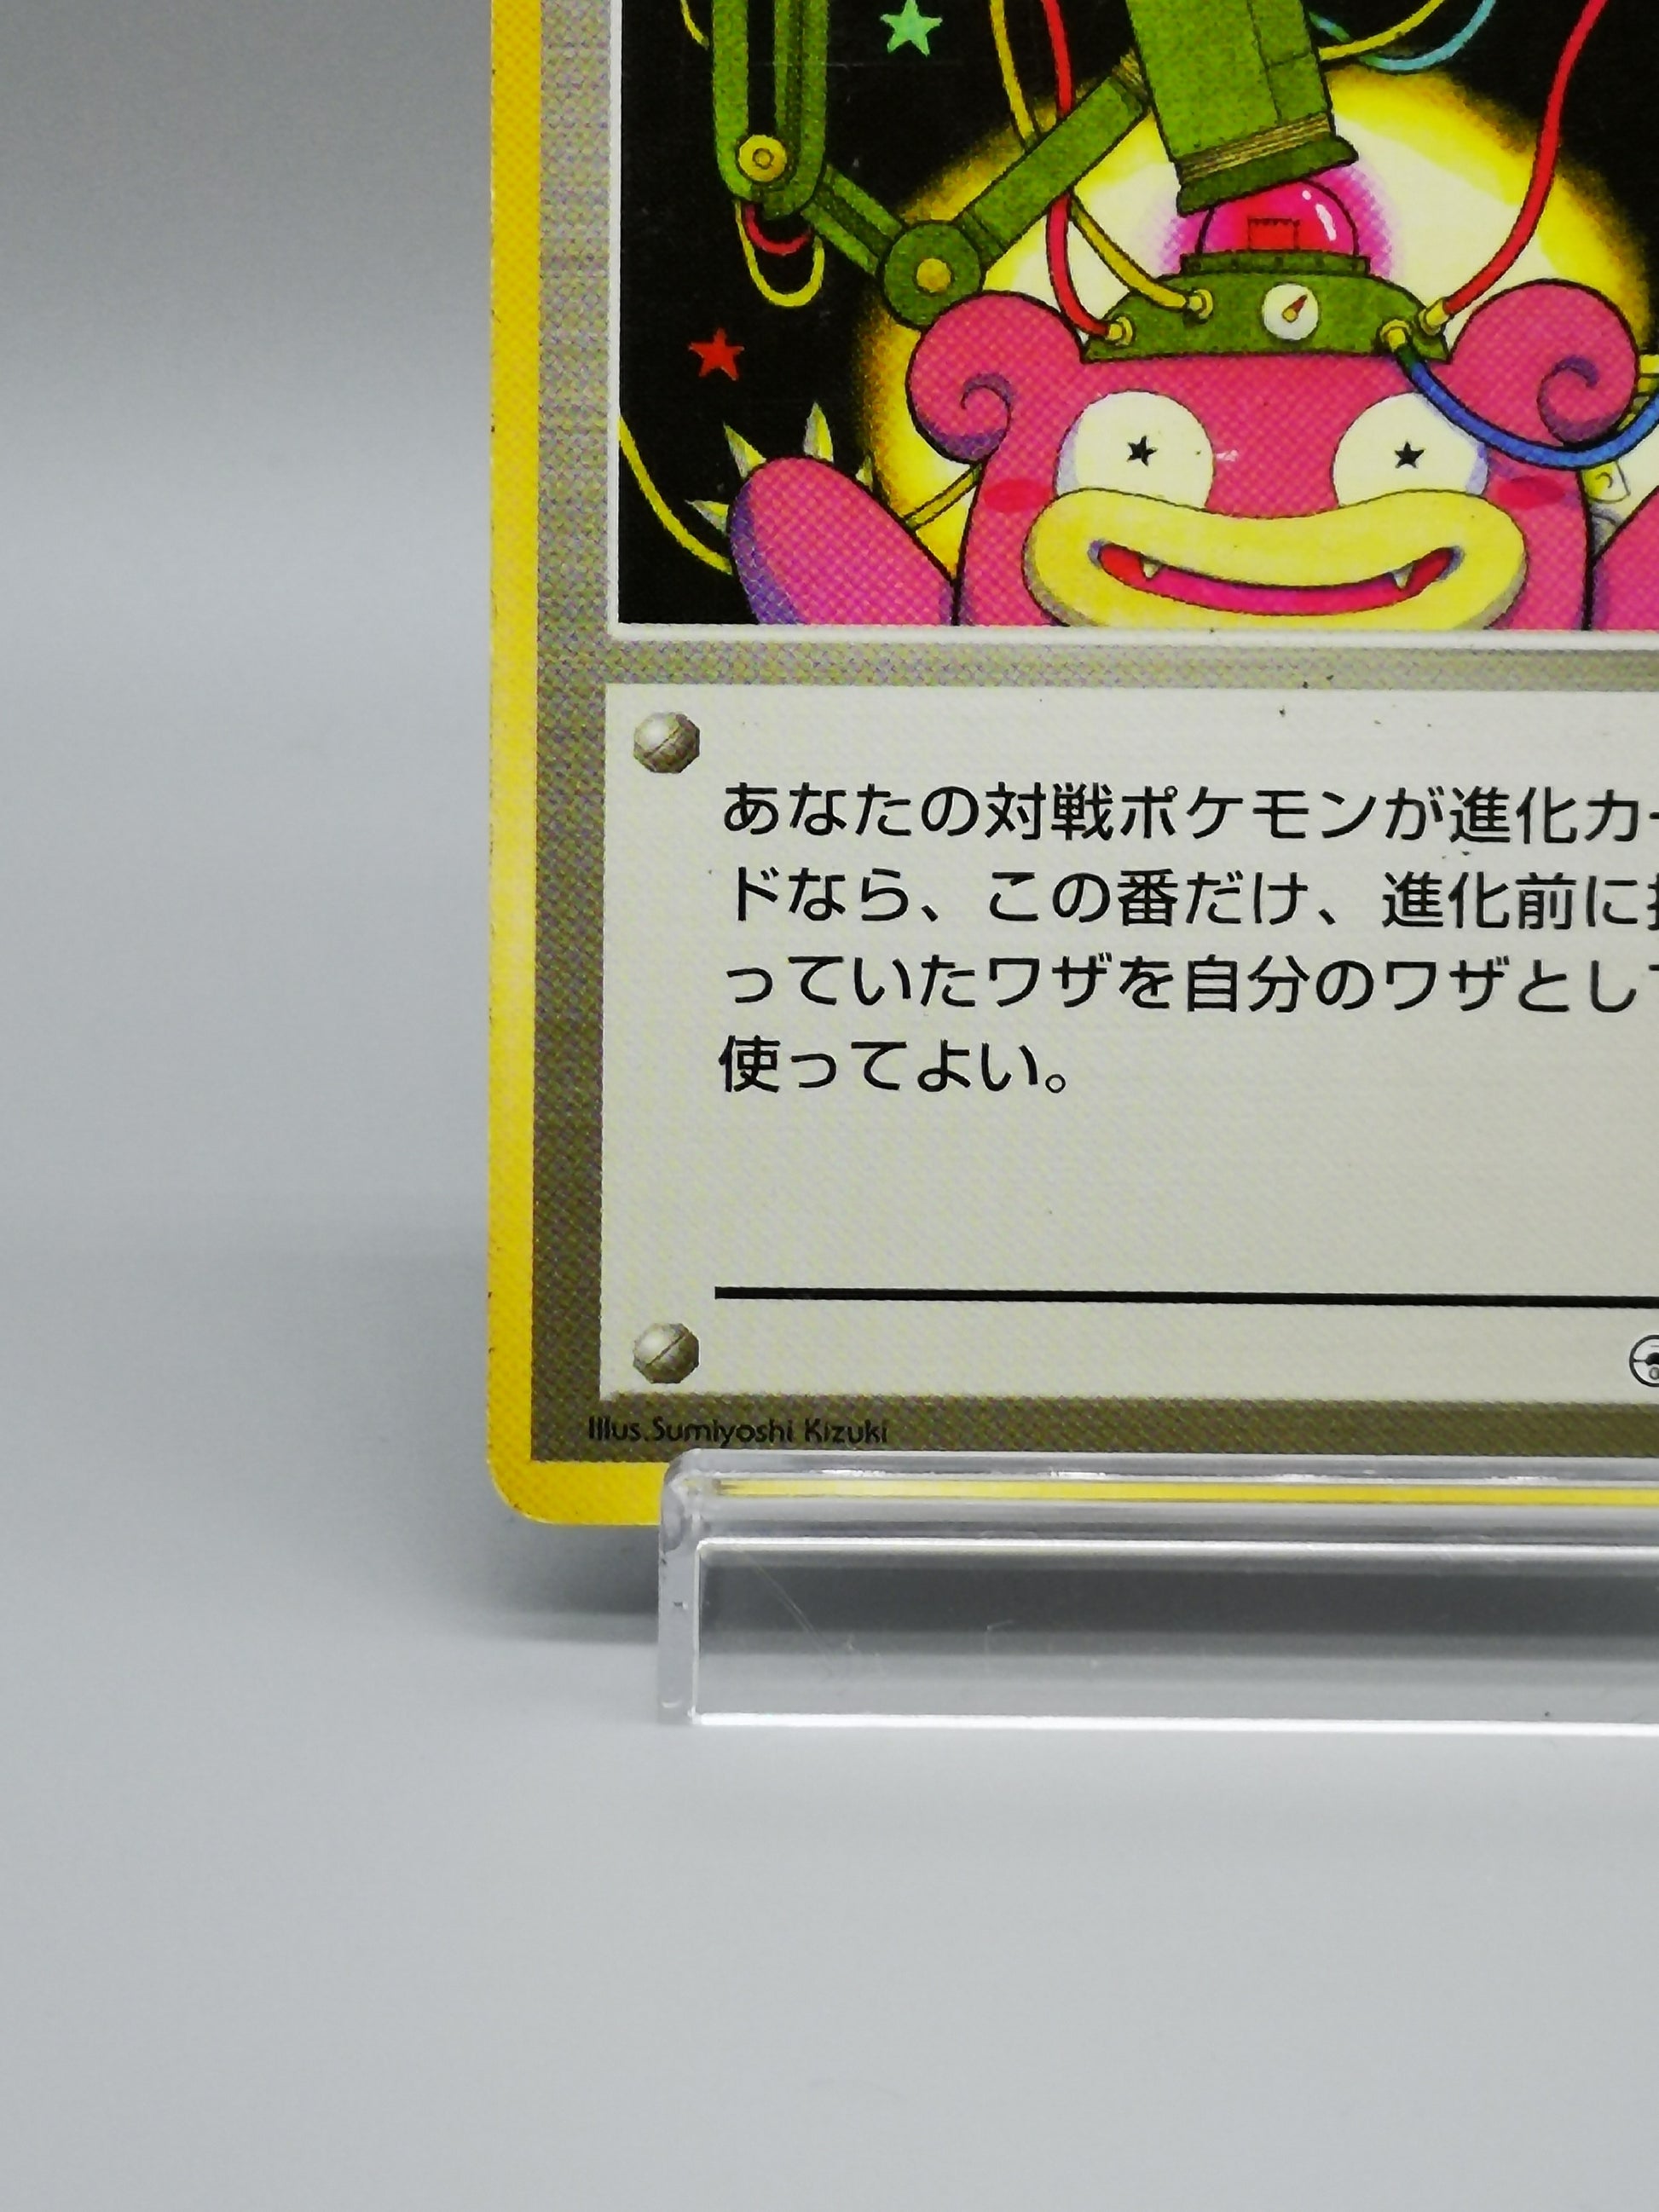 あなたの対戦ポケモンが進化カー
ドなら、この番だけ、進化前に
っていたワザを自分のワザとして
使ってよい。
Illus.Sumiyoshi Kizuki